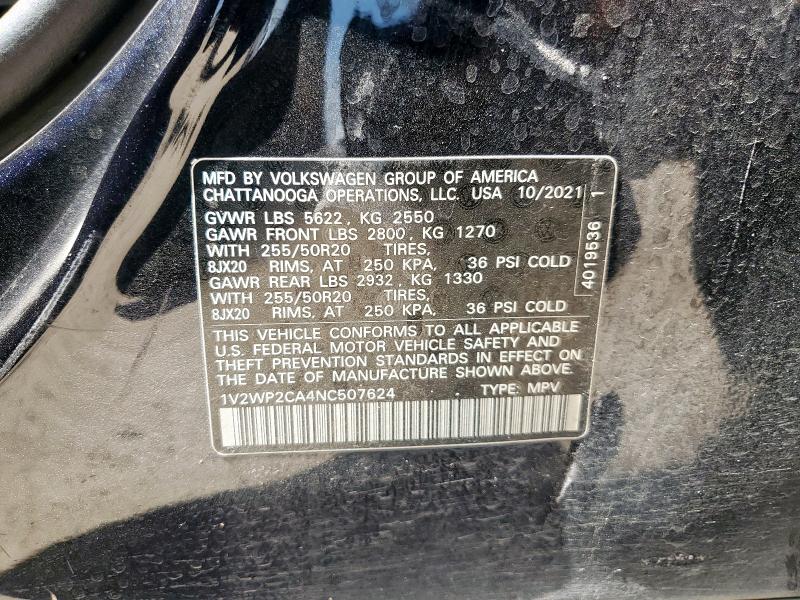 MFD BY VOLKSWAGEN GROUP OF AMERICA
CHATTANOOGA OPERATIONS, LLC. USA 10/2021
GVWR LBS 5622, KG 2550
GAWR FRONT LBS 2800, KG 1270
WITH 255/50R20 TIRES,
8JX20 RIMS, AT 250 KPA, 36 PSI COLD
GAWR REAR LBS 2932, KG 1330
WITH 255/50R20 TIRES,
8JX20 RIMS, AT 250 KPA, 36 PSI COLD
THIS VEHICLE CONFORMS TO ALL APPLICABLE
U.S. FEDERAL MOTOR VEHICLE SAFETY AND
THEFT PREVENTION STANDARDS IN EFFECT ON
THE DATE OF MANUFACTURE SHOWN ABOVE.
1V2WP2CA4NC507624 TYPE: MPV
4019536 1